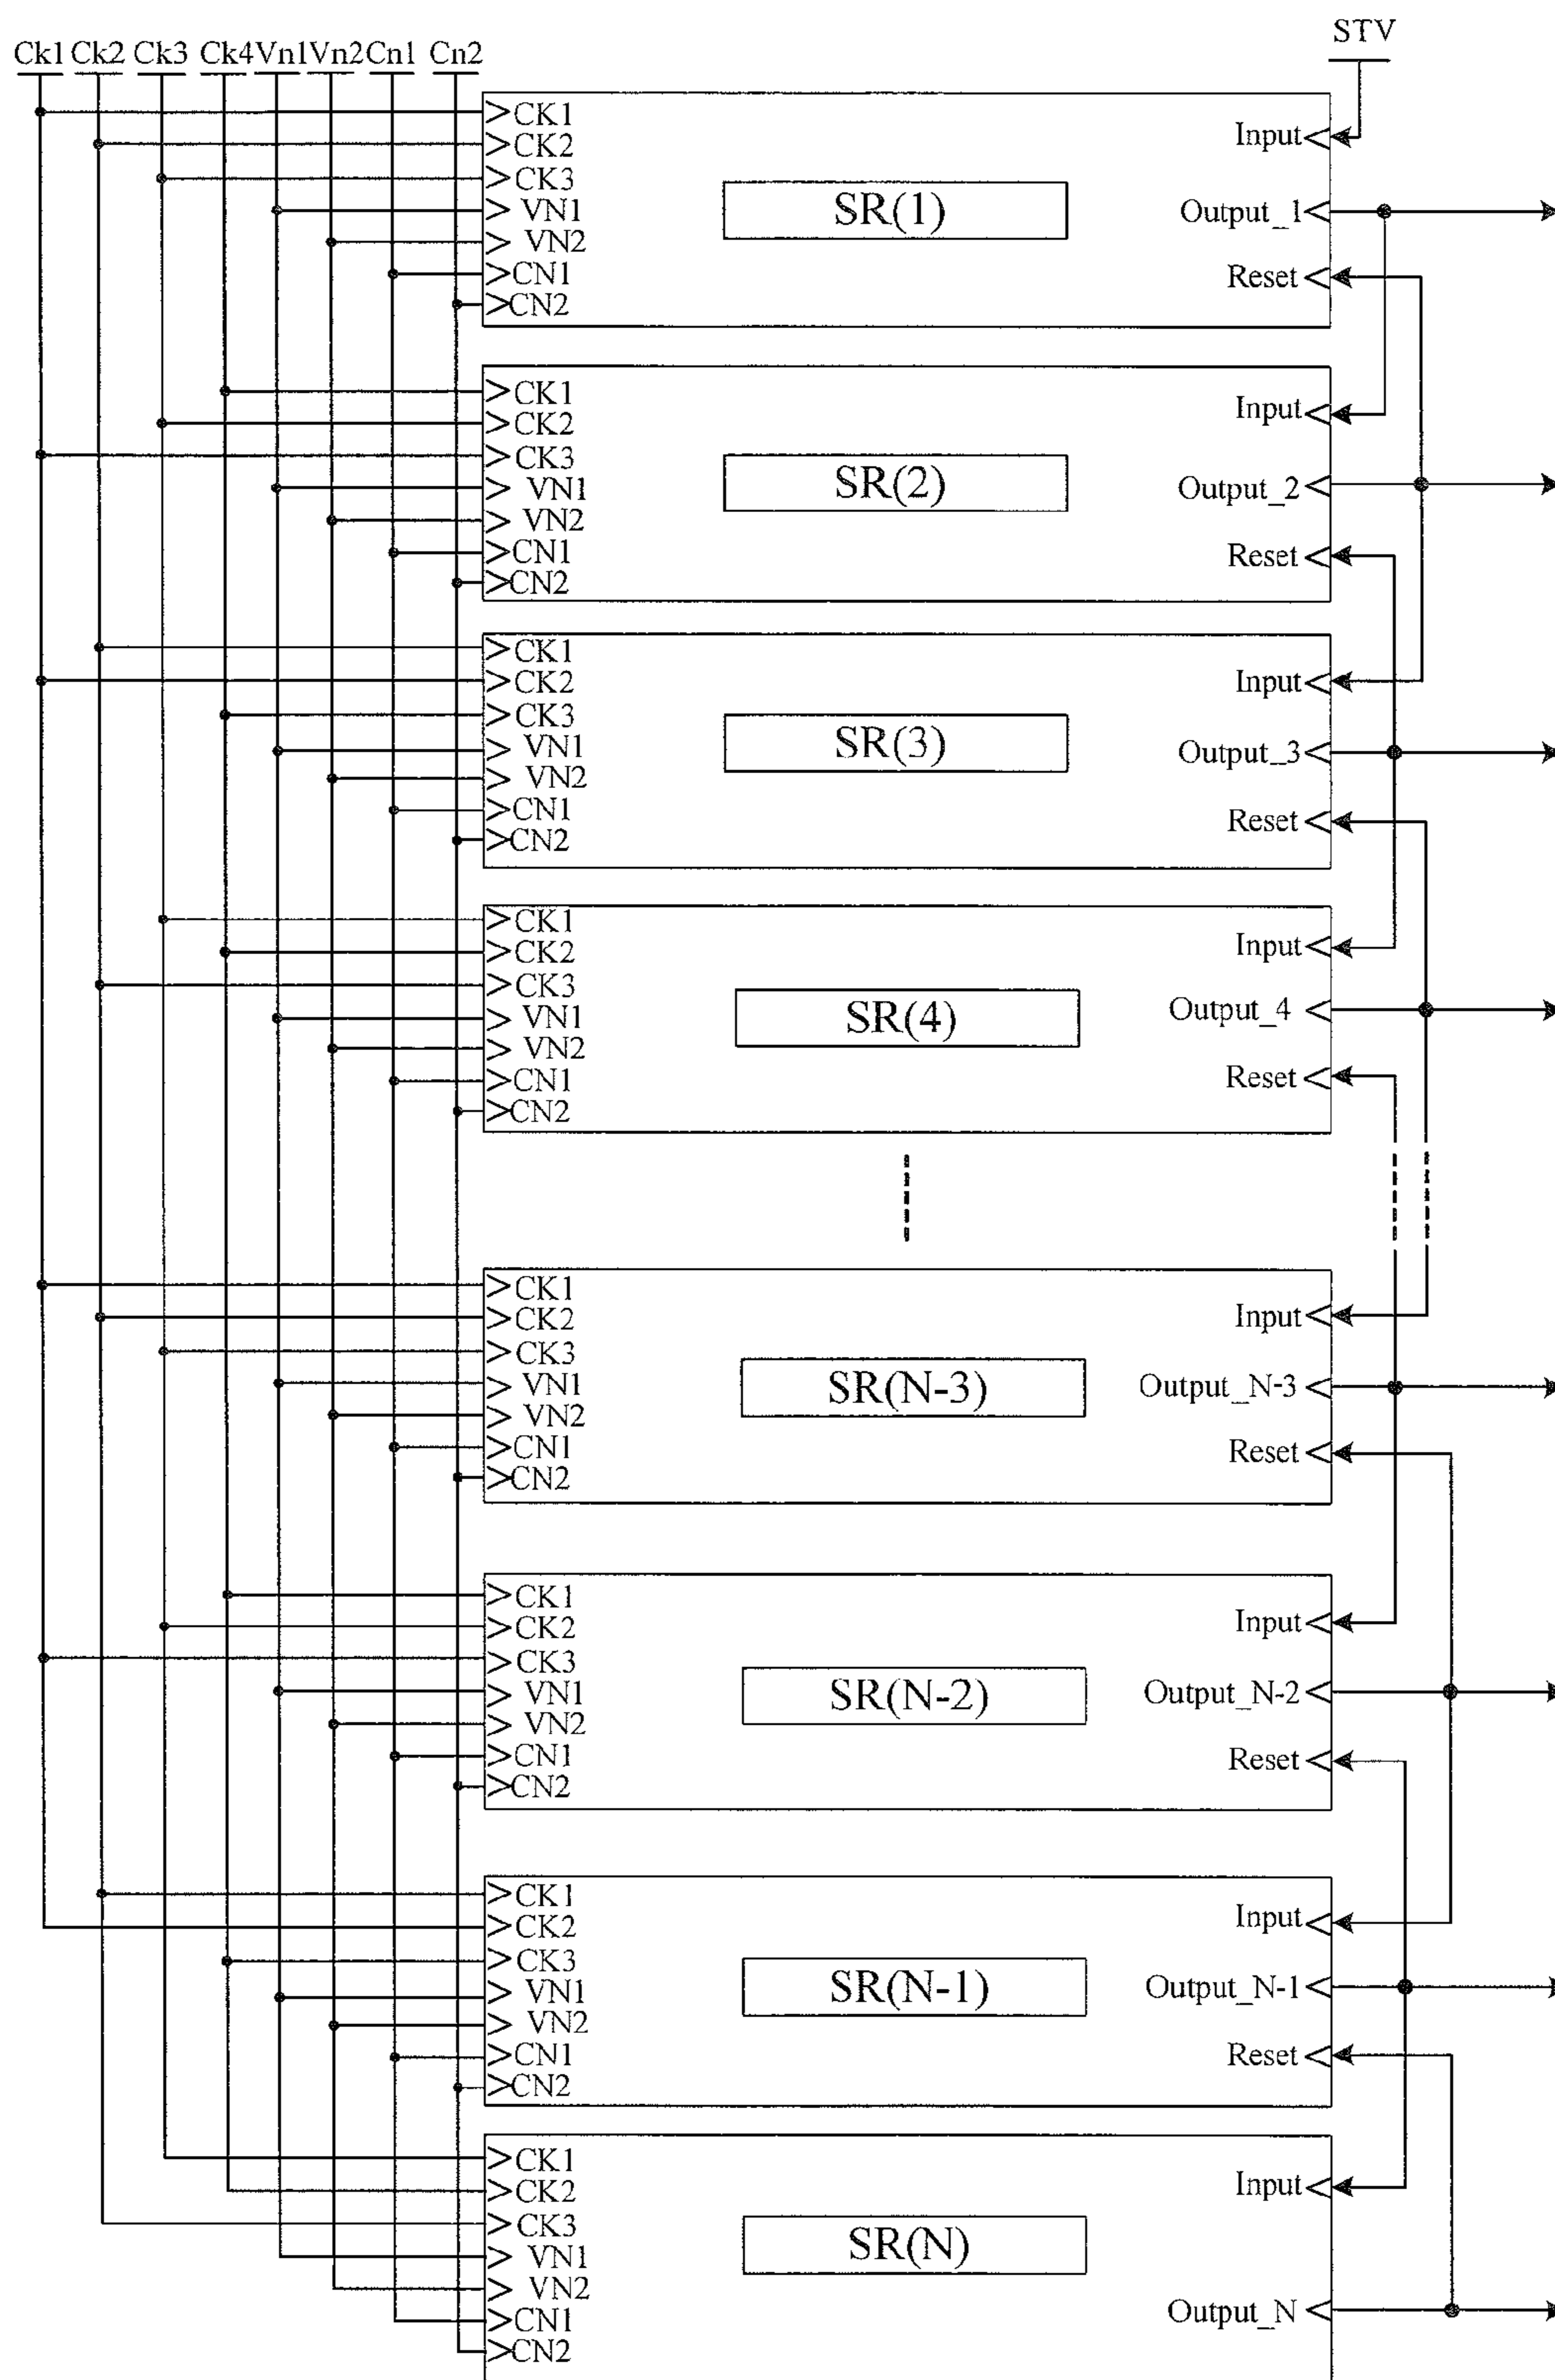 STV
Ck1 Ck2 Ck3 Ck4 Vn1 Vn2 Cn1 Cn2
CK1
CK2
CK3
VN1
VN2
CN1
CN2
SR(1)
Input
Output_1
Reset
CK1
CK2
CK3
VN1
VN2
CN1
CN2
SR(2)
Input
Output_2
Reset
CK1
CK2
CK3
VN1
VN2
CN1
CN2
SR(3)
Input
Output_3
Reset
CK1
CK2
CK3
VN1
VN2
CN1
CN2
SR(4)
Input
Output_4
Reset
CK1
CK2
CK3
VN1
VN2
CN1
CN2
SR(N-3)
Input
Output_N-3
Reset
CK1
CK2
CK3
VN1
VN2
CN1
CN2
SR(N-2)
Input
Output_N-2
Reset
CK1
CK2
CK3
VN1
VN2
CN1
CN2
SR(N-1)
Input
Output_N-1
Reset
CK1
CK2
CK3
VN1
VN2
CN1
CN2
SR(N)
Input
Output_N